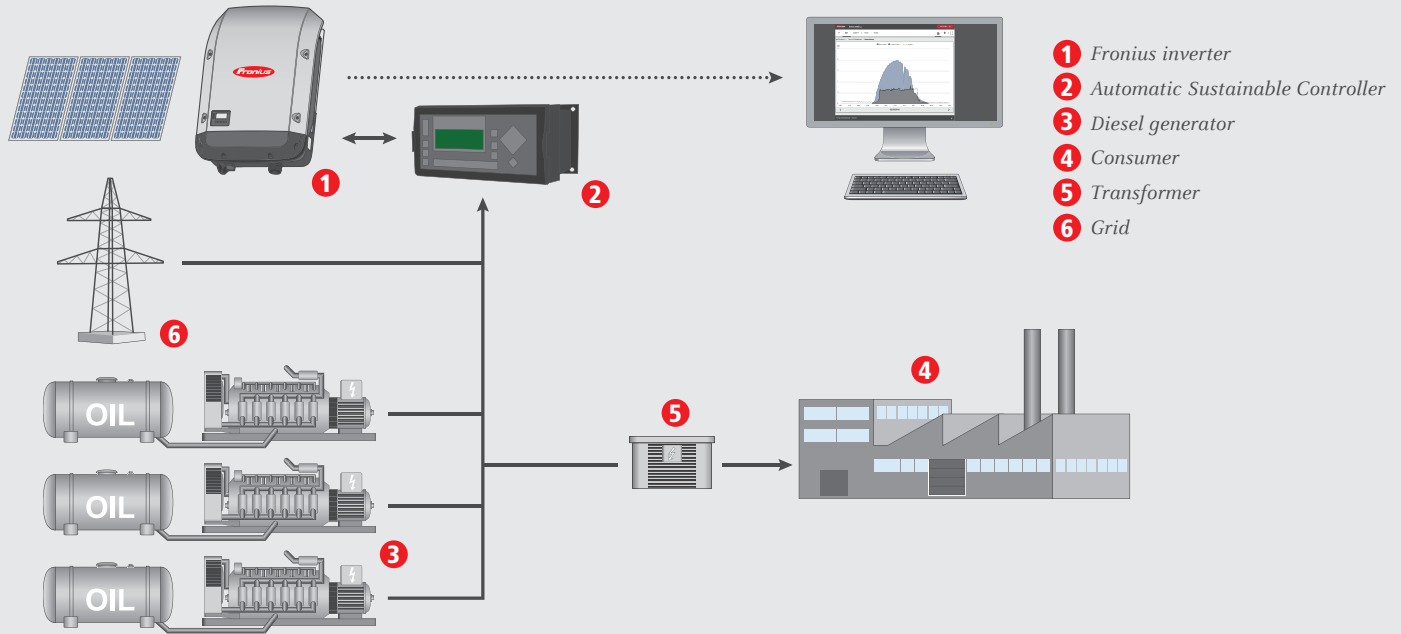 Fronius
1 Fronius inverter
2 Automatic Sustainable Controller
3 Diesel generator
4 Consumer
5 Transformer
6 Grid
1
2
6
4
OIL
5
OIL
3
OIL